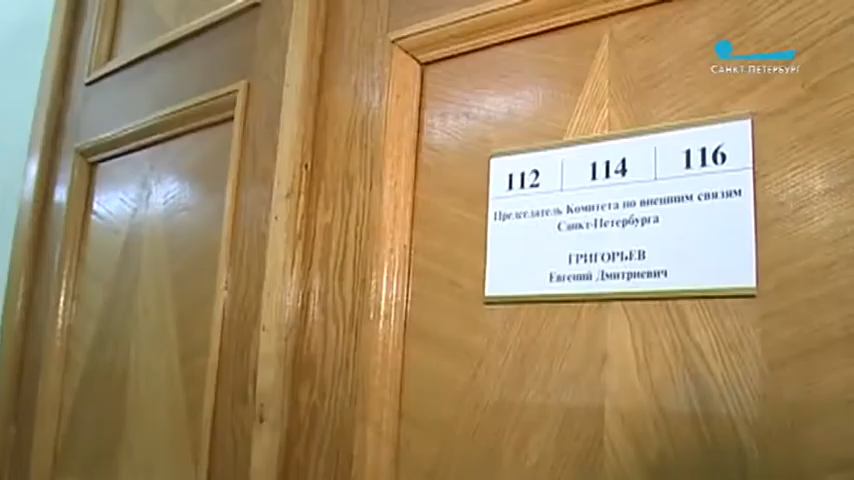 САНКТ-ПЕТЕРБУРГ
112 114 116
Председатель Комитета по внешним связям
Санкт-Петербурга
ГРИГОРЬЕВ
Евгений Дмитриевич